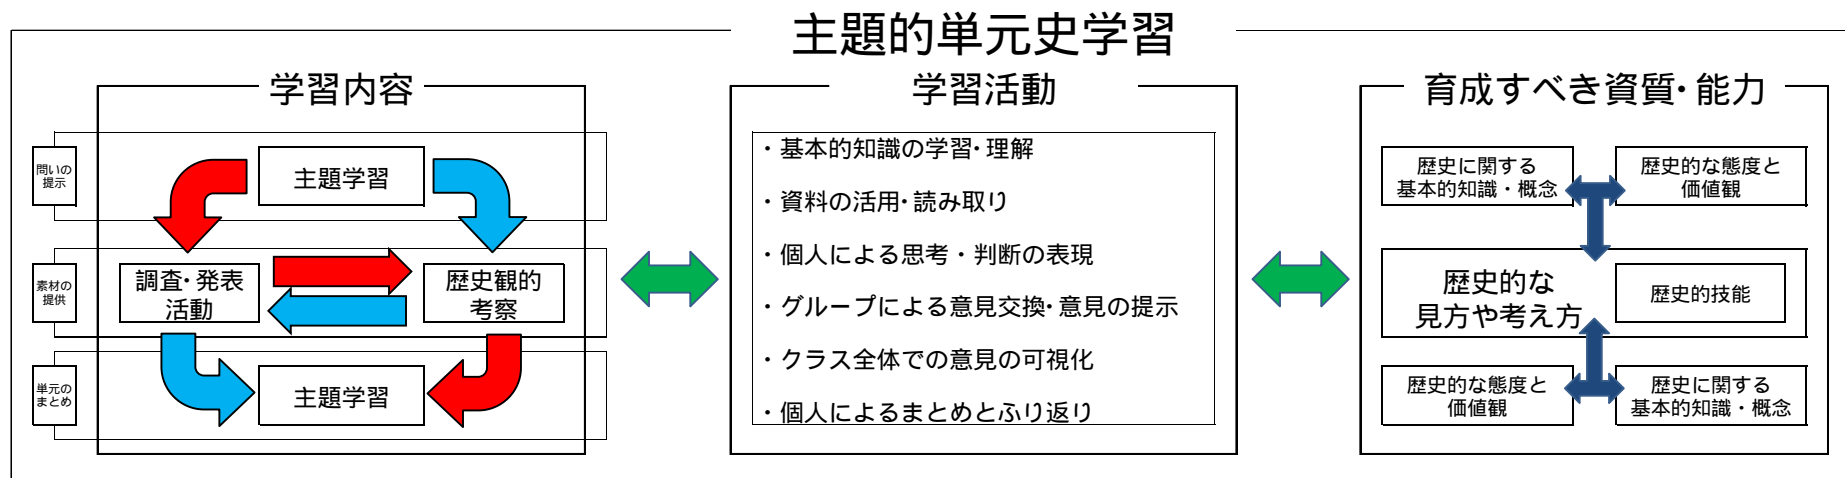 主題的単元史学習
学習内容
問いの
提示
主題学習
素材の
提供
調査・発表
活動
歴史観的
考察
単元の
まとめ
主題学習
学習活動
・基本的知識の学習・理解
・資料の活用・読み取り
・個人による思考・判断の表現
・グループによる意見交換・意見の提示
・クラス全体での意見の可視化
・個人によるまとめとふり返り
育成すべき資質・能力
歴史に関する
基本的知識・概念
歴史的な態度と
価値観
歴史的な
見方や考え方
歴史的技能
歴史的な態度と
価値観
歴史に関する
基本的知識・概念